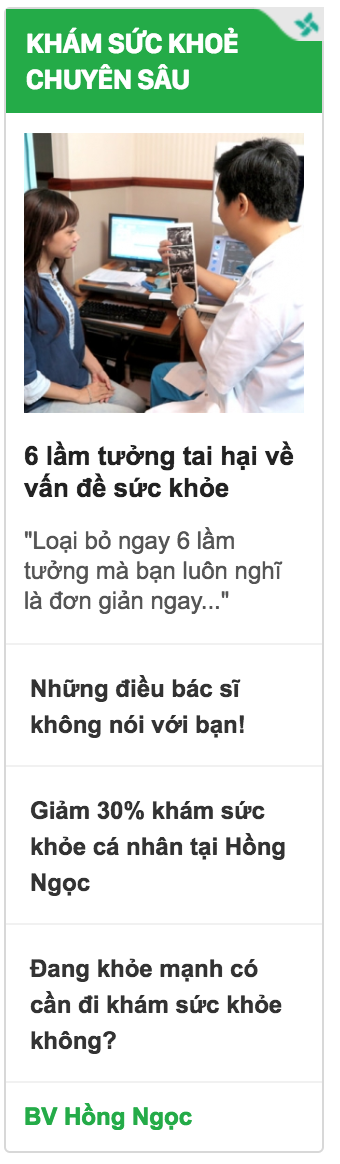 KHÁM SỨC KHOẺ
CHUYÊN SÂU
6 lầm tưởng tai hại về
vấn đề sức khỏe
"Loại bỏ ngay 6 lầm
tưởng mà bạn luôn nghĩ
là đơn giản ngay..."
Những điều bác sĩ
không nói với bạn!
Giảm 30% khám sức
khỏe cá nhân tại Hồng
Ngọc
Đang khỏe mạnh có
cần đi khám sức khỏe
không?
BV Hồng Ngọc